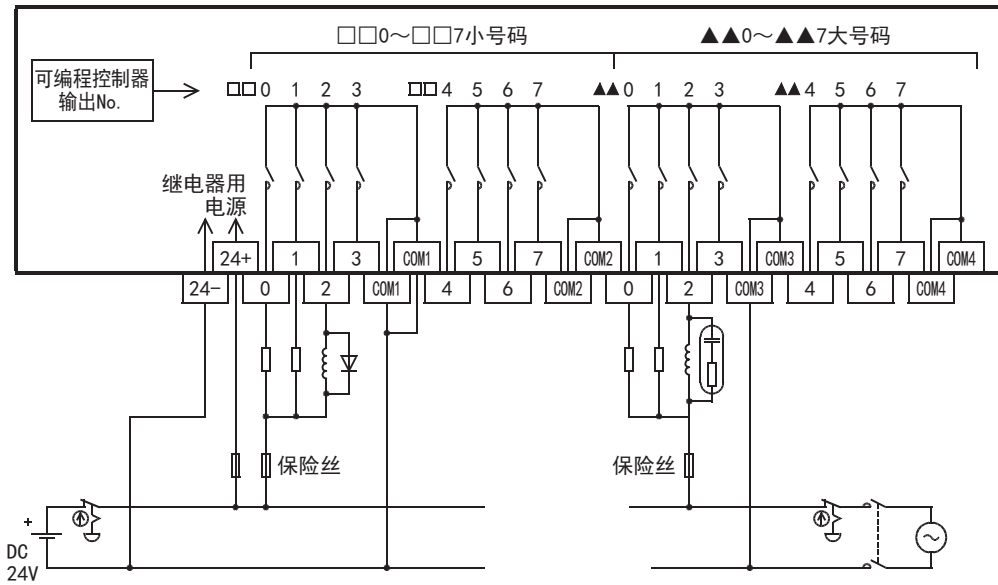 □□0～□□7小号码
▲▲0～▲▲7大号码
可编程控制器
输出No.
□□ 0 1 2 3 □□ 4 5 6 7 ▲▲ 0 1 2 3 ▲▲ 4 5 6 7
继电器用
电源
24+ 1 3 COM1 5 7 COM2 1 3 COM3 5 7 COM4
24− 0 2 COM1 4 6 COM2 0 2 COM3 4 6 COM4
保险丝
保险丝
+
DC
24V